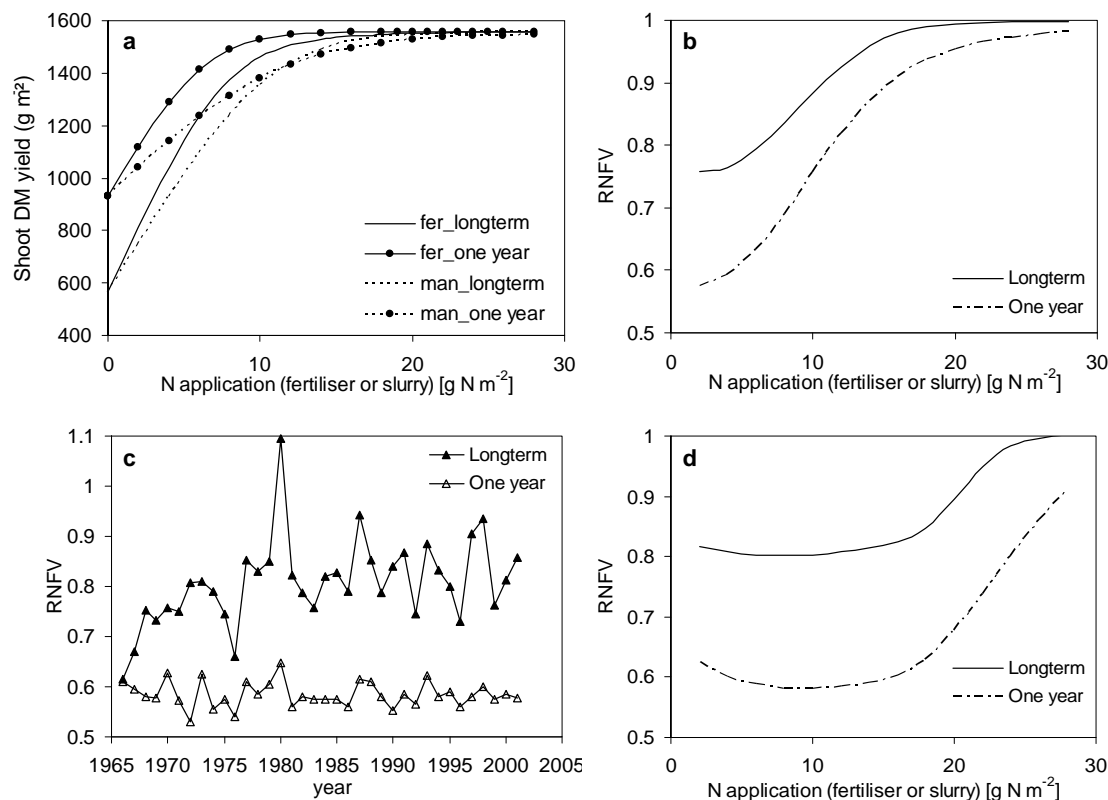 a
1600
1400
1200
1000
800
600
400
Shoot DM yield (g m⁻²)
fer_longterm
fer_one year
man_longterm
man_one year
0 10 20 30
N application (fertiliser or slurry) [g N m⁻²]
b
1
0.9
0.8
0.7
0.6
0.5
RNFV
Longterm
One year
0 10 20 30
N application (fertiliser or slurry) [g N m⁻²]
c
1.1
1
0.9
0.8
0.7
0.6
0.5
RNFV
Longterm
One year
1965 1970 1975 1980 1985 1990 1995 2000 2005
year
d
1
0.9
0.8
0.7
0.6
0.5
RNFV
Longterm
One year
0 10 20 30
N application (fertiliser or slurry) [g N m⁻²]